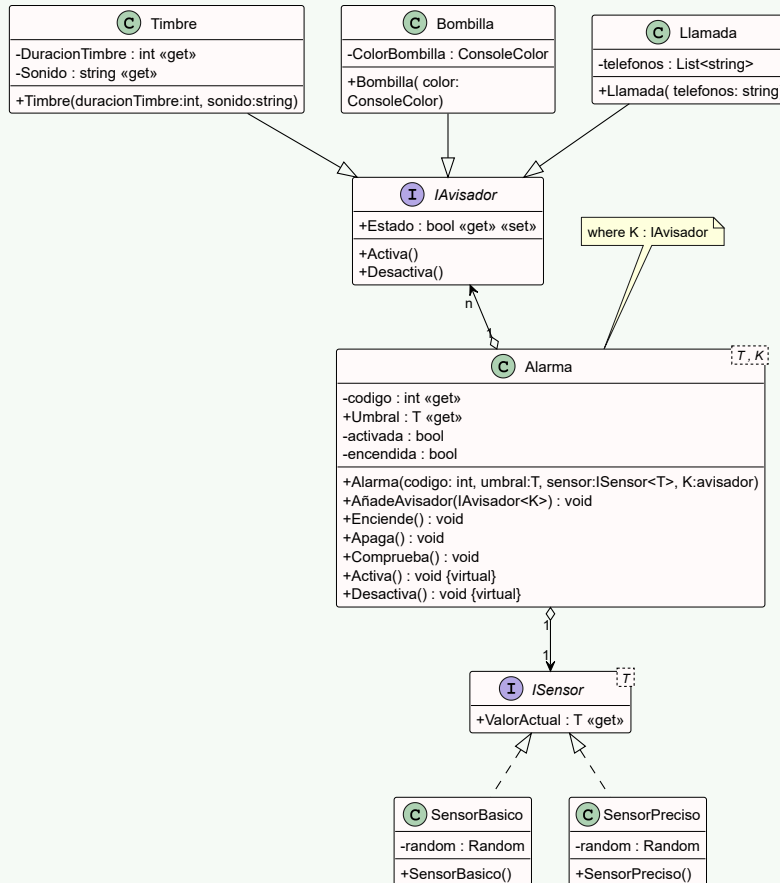 C Timbre
-DuracionTimbre : int «get»
-Sonido : string «get»
+Timbre(duracionTimbre:int, sonido:string)
C Bombilla
-ColorBombilla : ConsoleColor
+Bombilla( color:
ConsoleColor)
C Llamada
-telefonos : List<string>
+Llamada( telefonos: string
I IAvisador
+Estado : bool «get» «set»
+Activa()
+Desactiva()
where K : IAvisador
n
1
T, K
C Alarma
-codigo : int «get»
+Umbral : T «get»
-activada : bool
-encendida : bool
+Alarma(codigo: int, umbral:T, sensor:ISensor<T>, K:avisador)
+AñadeAvisador(IAvisador<K>) : void
+Enciende() : void
+Apaga() : void
+Comprueba() : void
+Activa() : void {virtual}
+Desactiva() : void {virtual}
1
1
T
I ISensor
+ValorActual : T «get»
C SensorBasico
-random : Random
+SensorBasico()
C SensorPreciso
-random : Random
+SensorPreciso()